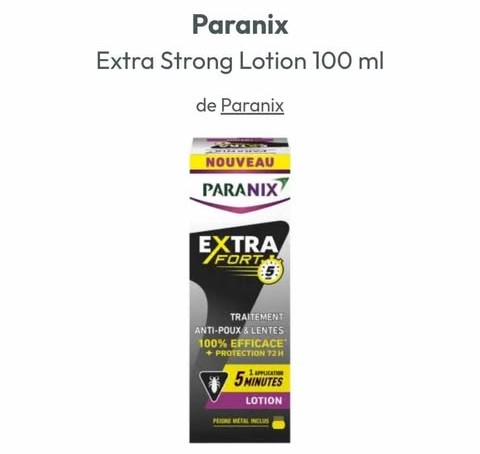 Paranix
Extra Strong Lotion 100 ml
de Paranix
NOUVEAU
PARANIX
EXTRA
FORT
5
TRAITEMENT
ANTI-POUX & LENTES
100% EFFICACE*
+ PROTECTION 72H
1 APPLICATION
5 MINUTES
LOTION
PEIGNE MÉTAL INCLUS